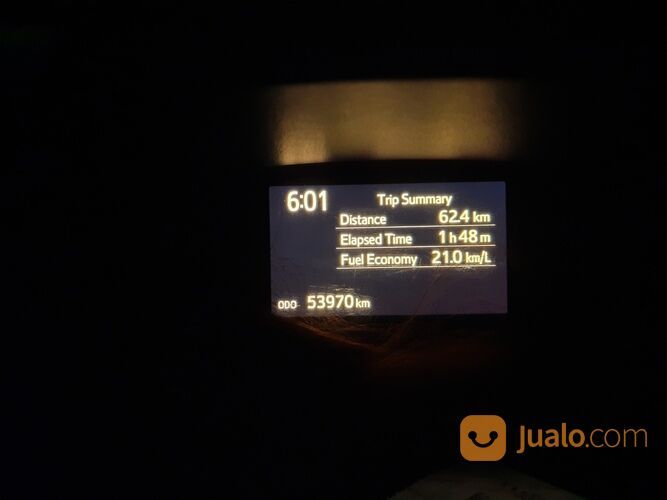 6:01
Trip Summary
Distance 62.4 km
Elapsed Time 1 h 48 m
Fuel Economy 21.0 km/L
ODO 53970 km
Jualo.com